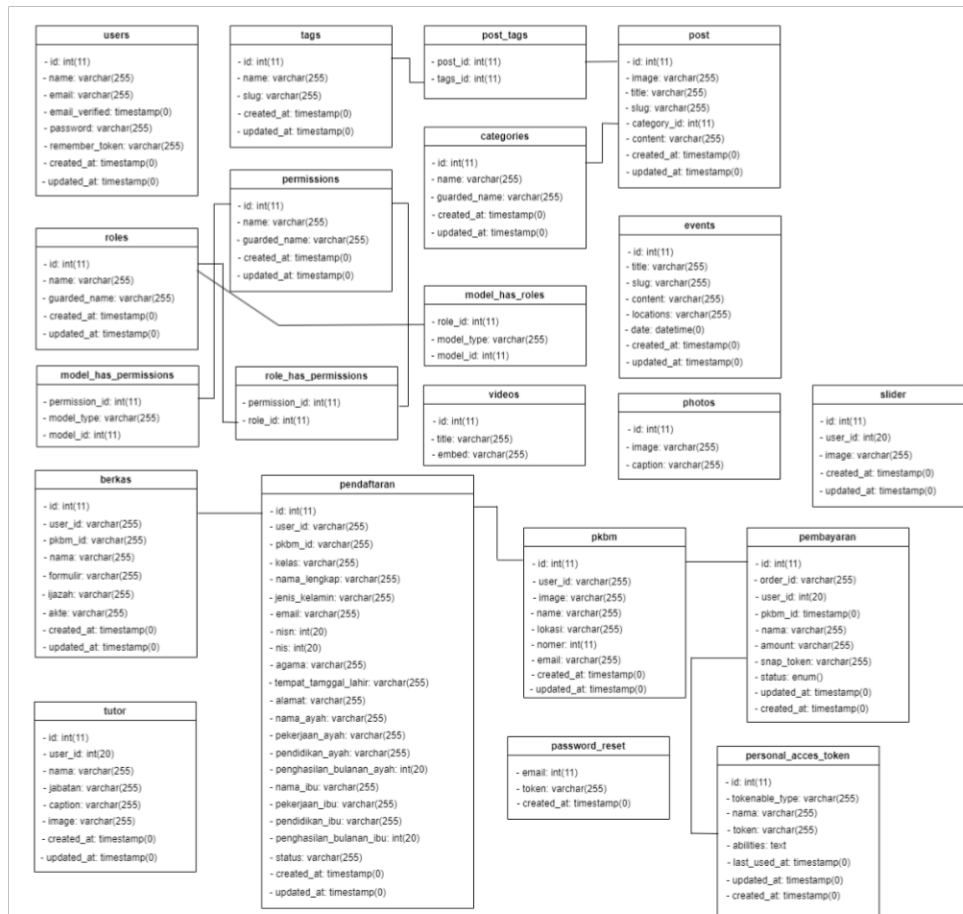 users
- id: int(11)
- name: varchar(255)
- email: varchar(255)
- email_verified: timestamp(0)
- password: varchar(255)
- remember_token: varchar(255)
- created_at: timestamp(0)
- updated_at: timestamp(0)
tags
- id: int(11)
- name: varchar(255)
- slug: varchar(255)
- created_at: timestamp(0)
- updated_at: timestamp(0)
post_tags
- post_id: int(11)
- tags_id: int(11)
post
- id: int(11)
- image: varchar(255)
- title: varchar(255)
- slug: varchar(255)
- category_id: int(11)
- content: varchar(255)
- created_at: timestamp(0)
- updated_at: timestamp(0)
categories
- id: int(11)
- name: varchar(255)
- guarded_name: varchar(255)
- created_at: timestamp(0)
- updated_at: timestamp(0)
permissions
- id: int(11)
- name: varchar(255)
- guarded_name: varchar(255)
- created_at: timestamp(0)
- updated_at: timestamp(0)
roles
- id: int(11)
- name: varchar(255)
- guarded_name: varchar(255)
- created_at: timestamp(0)
- updated_at: timestamp(0)
events
- id: int(11)
- title: varchar(255)
- slug: varchar(255)
- content: varchar(255)
- locations: varchar(255)
- date: datetime(0)
- created_at: timestamp(0)
- updated_at: timestamp(0)
model_has_roles
- role_id: int(11)
- model_type: varchar(255)
- model_id: int(11)
model_has_permissions
- permission_id: int(11)
- model_type: varchar(255)
- model_id: int(11)
role_has_permissions
- permission_id: int(11)
- role_id: int(11)
videos
- id: int(11)
- title: varchar(255)
- embed: varchar(255)
photos
- id: int(11)
- image: varchar(255)
- caption: varchar(255)
slider
- id: int(11)
- user_id: int(20)
- image: varchar(255)
- created_at: timestamp(0)
- updated_at: timestamp(0)
berkas
- id: int(11)
- user_id: varchar(255)
- pkbm_id: varchar(255)
- nama: varchar(255)
- formulir: varchar(255)
- ijazah: varchar(255)
- akte: varchar(255)
- created_at: timestamp(0)
- updated_at: timestamp(0)
pendaftaran
- id: int(11)
- user_id: varchar(255)
- pkbm_id: varchar(255)
- kelas: varchar(255)
- nama_lengkap: varchar(255)
- jenis_kelamin: varchar(255)
- email: varchar(255)
- nisn: int(20)
- nis: int(20)
- agama: varchar(255)
- tempat_tamggal_lahir: varchar(255)
- alamat: varchar(255)
- nama_ayah: varchar(255)
- pekerjaan_ayah: varchar(255)
- pendidikan_ayah: varchar(255)
- penghasilan_bulanan_ayah: int(20)
- nama_ibu: varchar(255)
- pekerjaan_ibu: varchar(255)
- pendidikan_ibu: varchar(255)
- penghasilan_bulanan_ibu: int(20)
- status: varchar(255)
- created_at: timestamp(0)
- updated_at: timestamp(0)
pkbm
- id: int(11)
- user_id: varchar(255)
- image: varchar(255)
- name: varchar(255)
- lokasi: varchar(255)
- nomer: int(11)
- email: varchar(255)
- created_at: timestamp(0)
- updated_at: timestamp(0)
pembayaran
- id: int(11)
- order_id: varchar(255)
- user_id: int(20)
- pkbm_id: timestamp(0)
- nama: varchar(255)
- amount: varchar(255)
- snap_token: varchar(255)
- status: enum()
- updated_at: timestamp(0)
- created_at: timestamp(0)
tutor
- id: int(11)
- user_id: int(20)
- nama: varchar(255)
- jabatan: varchar(255)
- caption: varchar(255)
- image: varchar(255)
- created_at: timestamp(0)
- updated_at: timestamp(0)
password_reset
- email: int(11)
- token: varchar(255)
- created_at: timestamp(0)
personal_acces_token
- id: int(11)
- tokenable_type: varchar(255)
- nama: varchar(255)
- token: varchar(255)
- abilities: text
- last_used_at: timestamp(0)
- updated_at: timestamp(0)
- created_at: timestamp(0)